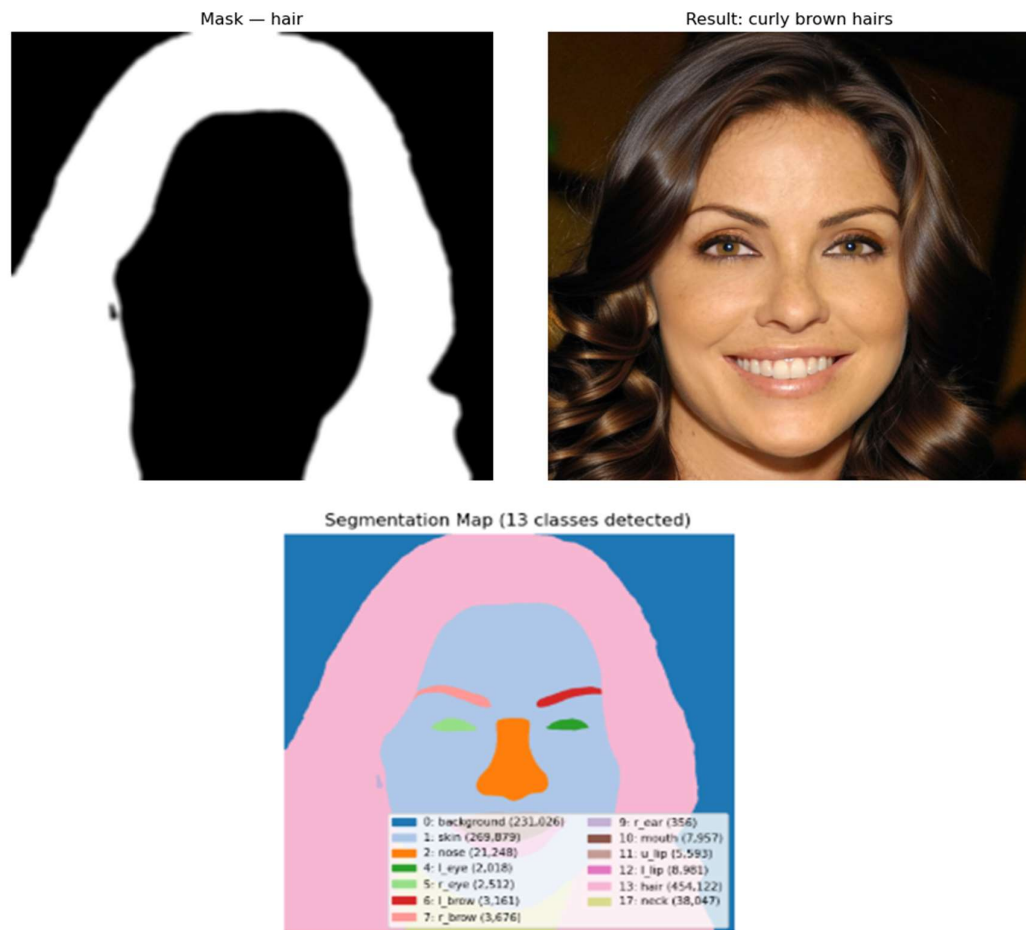 Mask — hair
Result: curly brown hairs
Segmentation Map (13 classes detected)
0: background (231,026)
1: skin (269,879)
2: nose (21,248)
4: l_eye (2,018)
5: r_eye (2,512)
6: l_brow (3,161)
7: r_brow (3,676)
9: r_ear (356)
10: mouth (7,957)
11: u_lip (5,593)
12: l_lip (8,981)
13: hair (454,122)
17: neck (38,047)